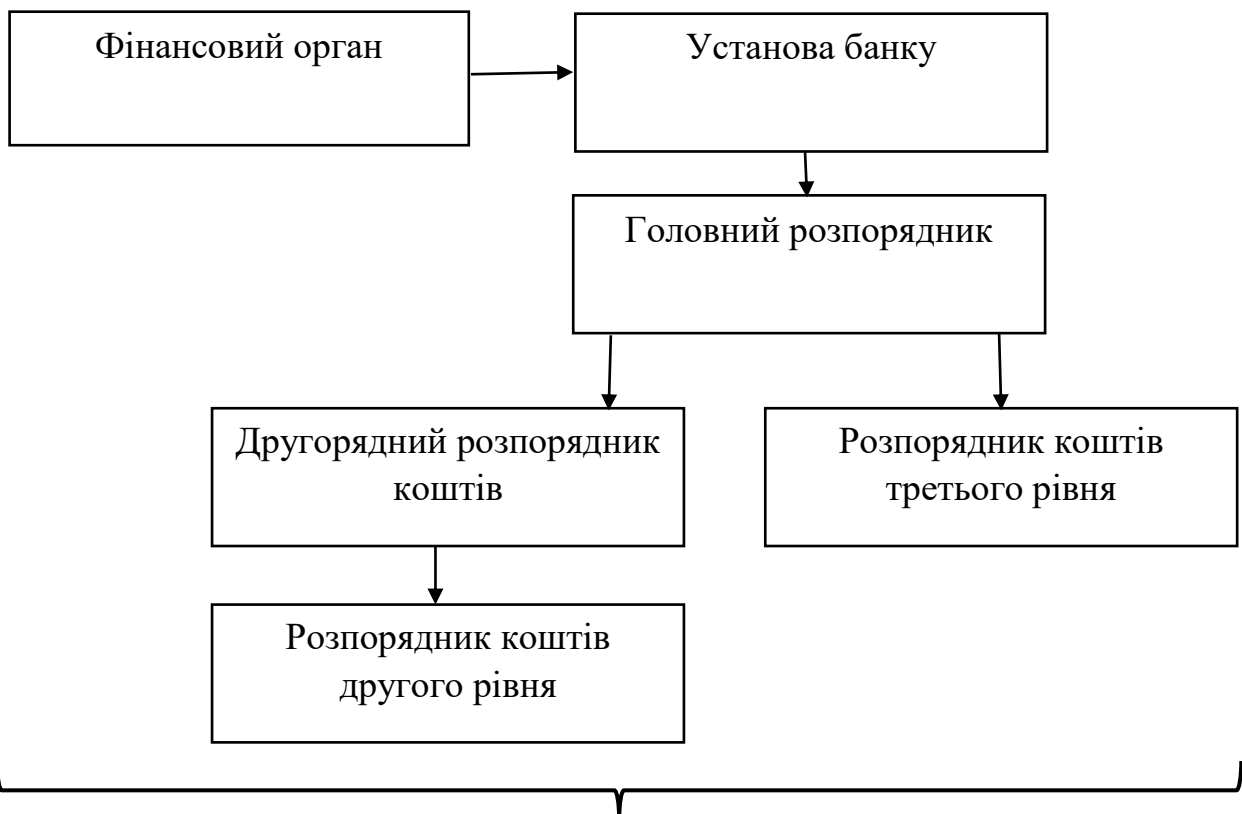 Фінансовий орган
Установа банку
Головний розпорядник
Другорядний розпорядник
коштів
Розпорядник коштів
третього рівня
Розпорядник коштів
другого рівня